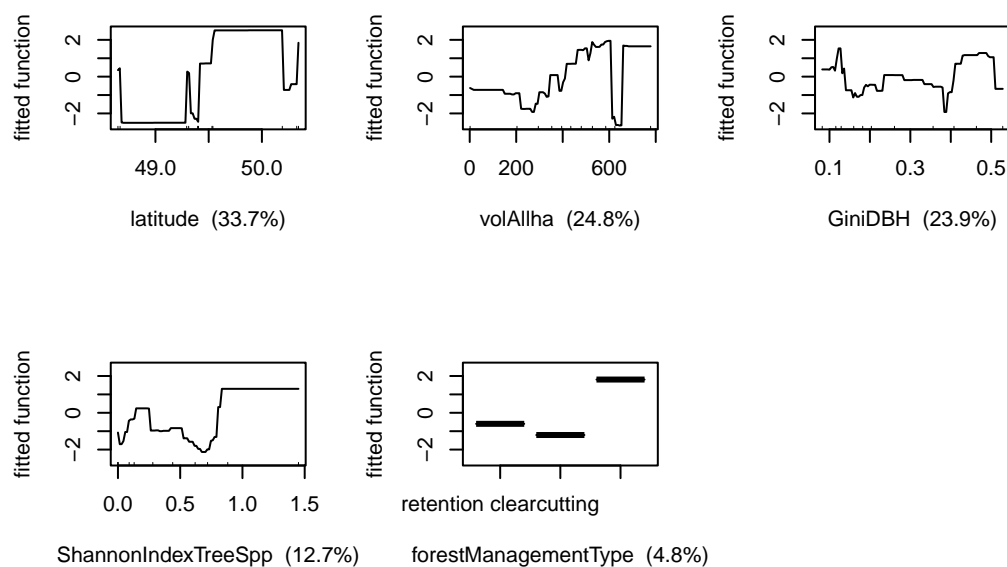 fitted function
2
0
−2
49.0 50.0
latitude (33.7%)
fitted function
2
0
−2
0 200 600
volAllha (24.8%)
fitted function
2
0
−2
0.1 0.3 0.5
GiniDBH (23.9%)
fitted function
2
0
−2
0.0 0.5 1.0 1.5
ShannonIndexTreeSpp (12.7%)
fitted function
2
0
−2
retention clearcutting
forestManagementType (4.8%)